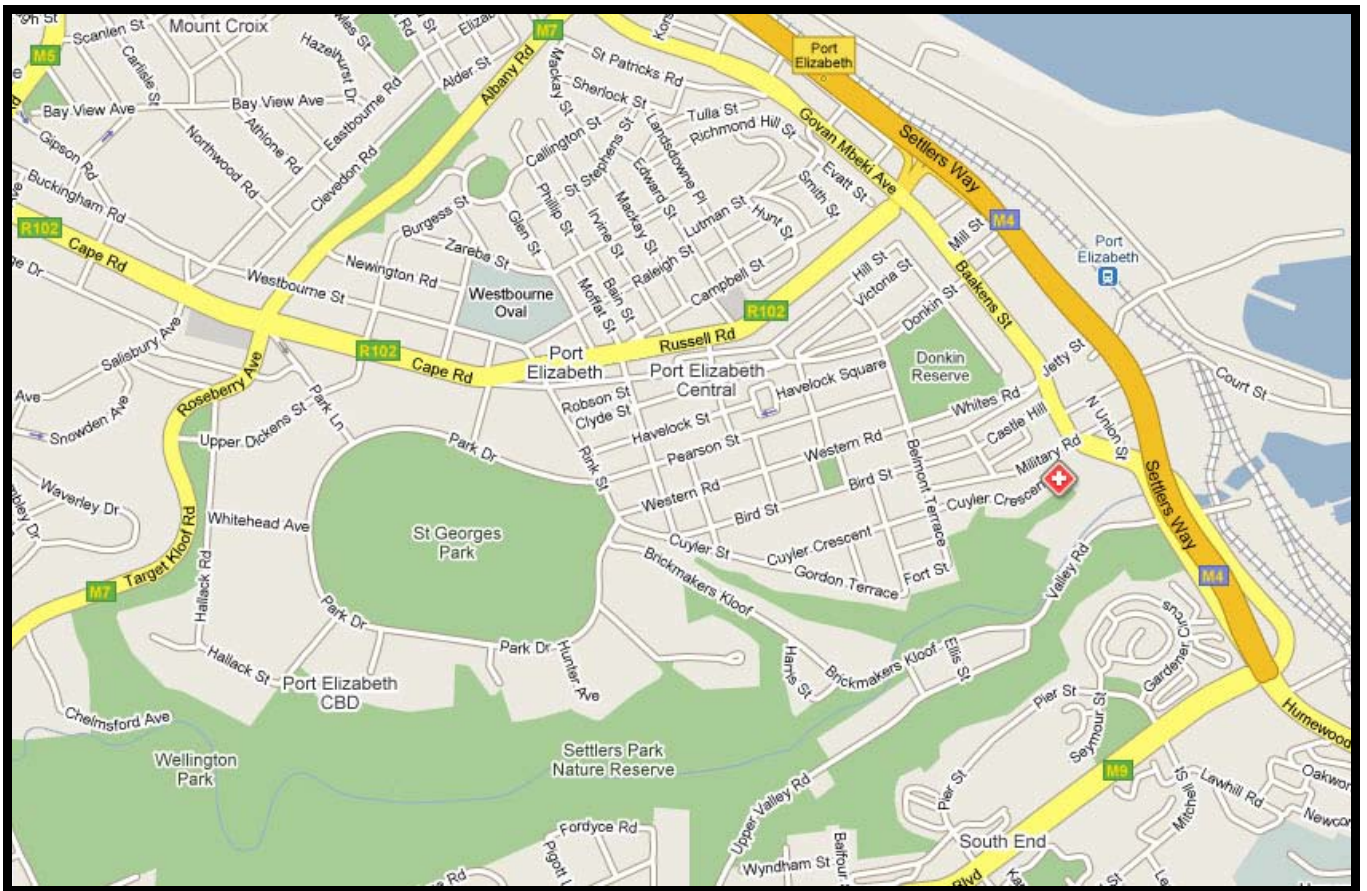 Mount Croix
M7
M5
Scanlen St
Carlisle St
Hazelhurst Dr
Alder St
Albany Rd
Mackay St
St Patricks Rd
Port
Elizabeth
Sherlock St
Tulla St
Richmond Hill St
Govan Mbeki Ave
Settlers Way
Bay View Ave
Bay View Ave
Athlone Rd
Eastbourne Rd
Northwood Rd
Clevedon Rd
Gipson Rd
Buckingham Rd
Callington St
St Stephens St
Landsdowne Pl
Edward St
Mackay St
Evatt St
Smith St
Phillip St
Irvine St
Lutman St
Hunt St
Glen St
Burgess St
Zareba St
Newington Rd
Raleigh St
Campbell St
Mill St
M4
Port
Elizabeth
R102
Cape Rd
Westbourne St
Westbourne
Oval
Moffat St
Bain St
Hill St
Victoria St
Donkin St
Baakens St
R102
Russell Rd
Salisbury Ave
R102
Cape Rd
Port
Elizabeth
Port Elizabeth
Central
Donkin
Reserve
Jetty St
Court St
Roseberry Ave
Park Ln
Robson St
Clyde St
Havelock Square
Havelock St
Whites Rd
N Union St
Ave
Snowden Ave
Upper Dickens St
Park Dr
Rink St
Pearson St
Western Rd
Castle Hill
Military Rd
Belmont Terrace
Waverley Dr
Western Rd
Bird St
Bird St
Cuyler Crescent
Settlers Way
Whitehead Ave
St Georges
Park
Cuyler St
Cuyler Crescent
Gordon Terrace
Fort St
Valley Rd
M4
Target Kloof Rd
M7
Hallack Rd
Brickmakers Kloof
Park Dr
Park Dr
Hunter Ave
Harris St
Brickmakers Kloof
Ellis St
Gardener Circus
Hallack St
Port Elizabeth
CBD
Pier St
Seymour St
Humewood
Chelmsford Ave
Wellington
Park
Settlers Park
Nature Reserve
M9
Upper Valley Rd
Pier St
Mitchell St
Lawhill Rd
South End
Fordyce Rd
Wyndham St
Blvd